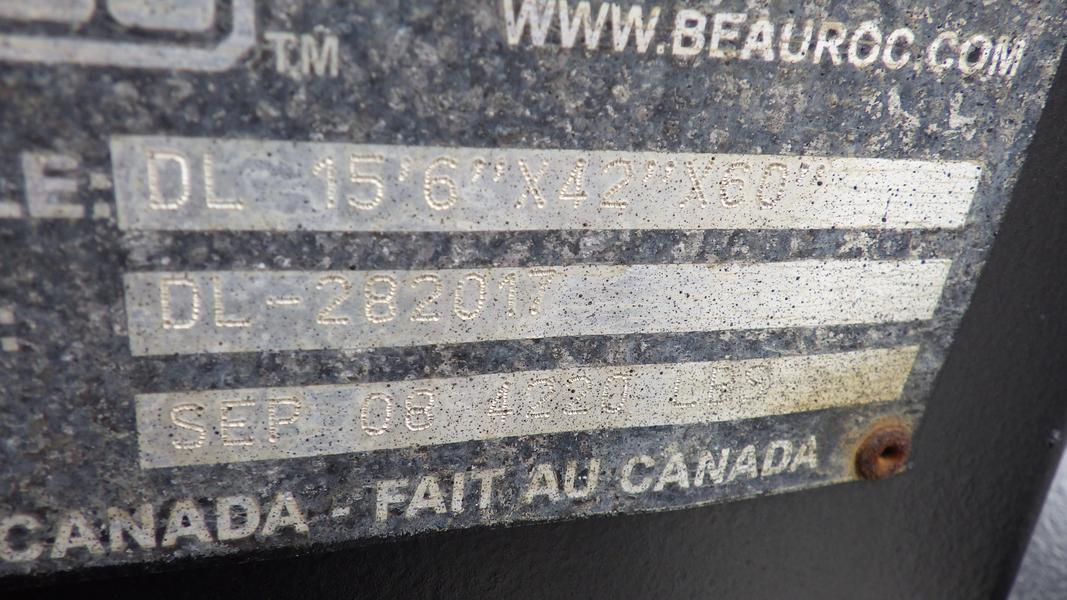 TM
WWW.BEAUROC.COM
LE: DL 15'6"X42"X60"
: DL-282017
SEP 08 4220 LBS
CANADA - FAIT AU CANADA